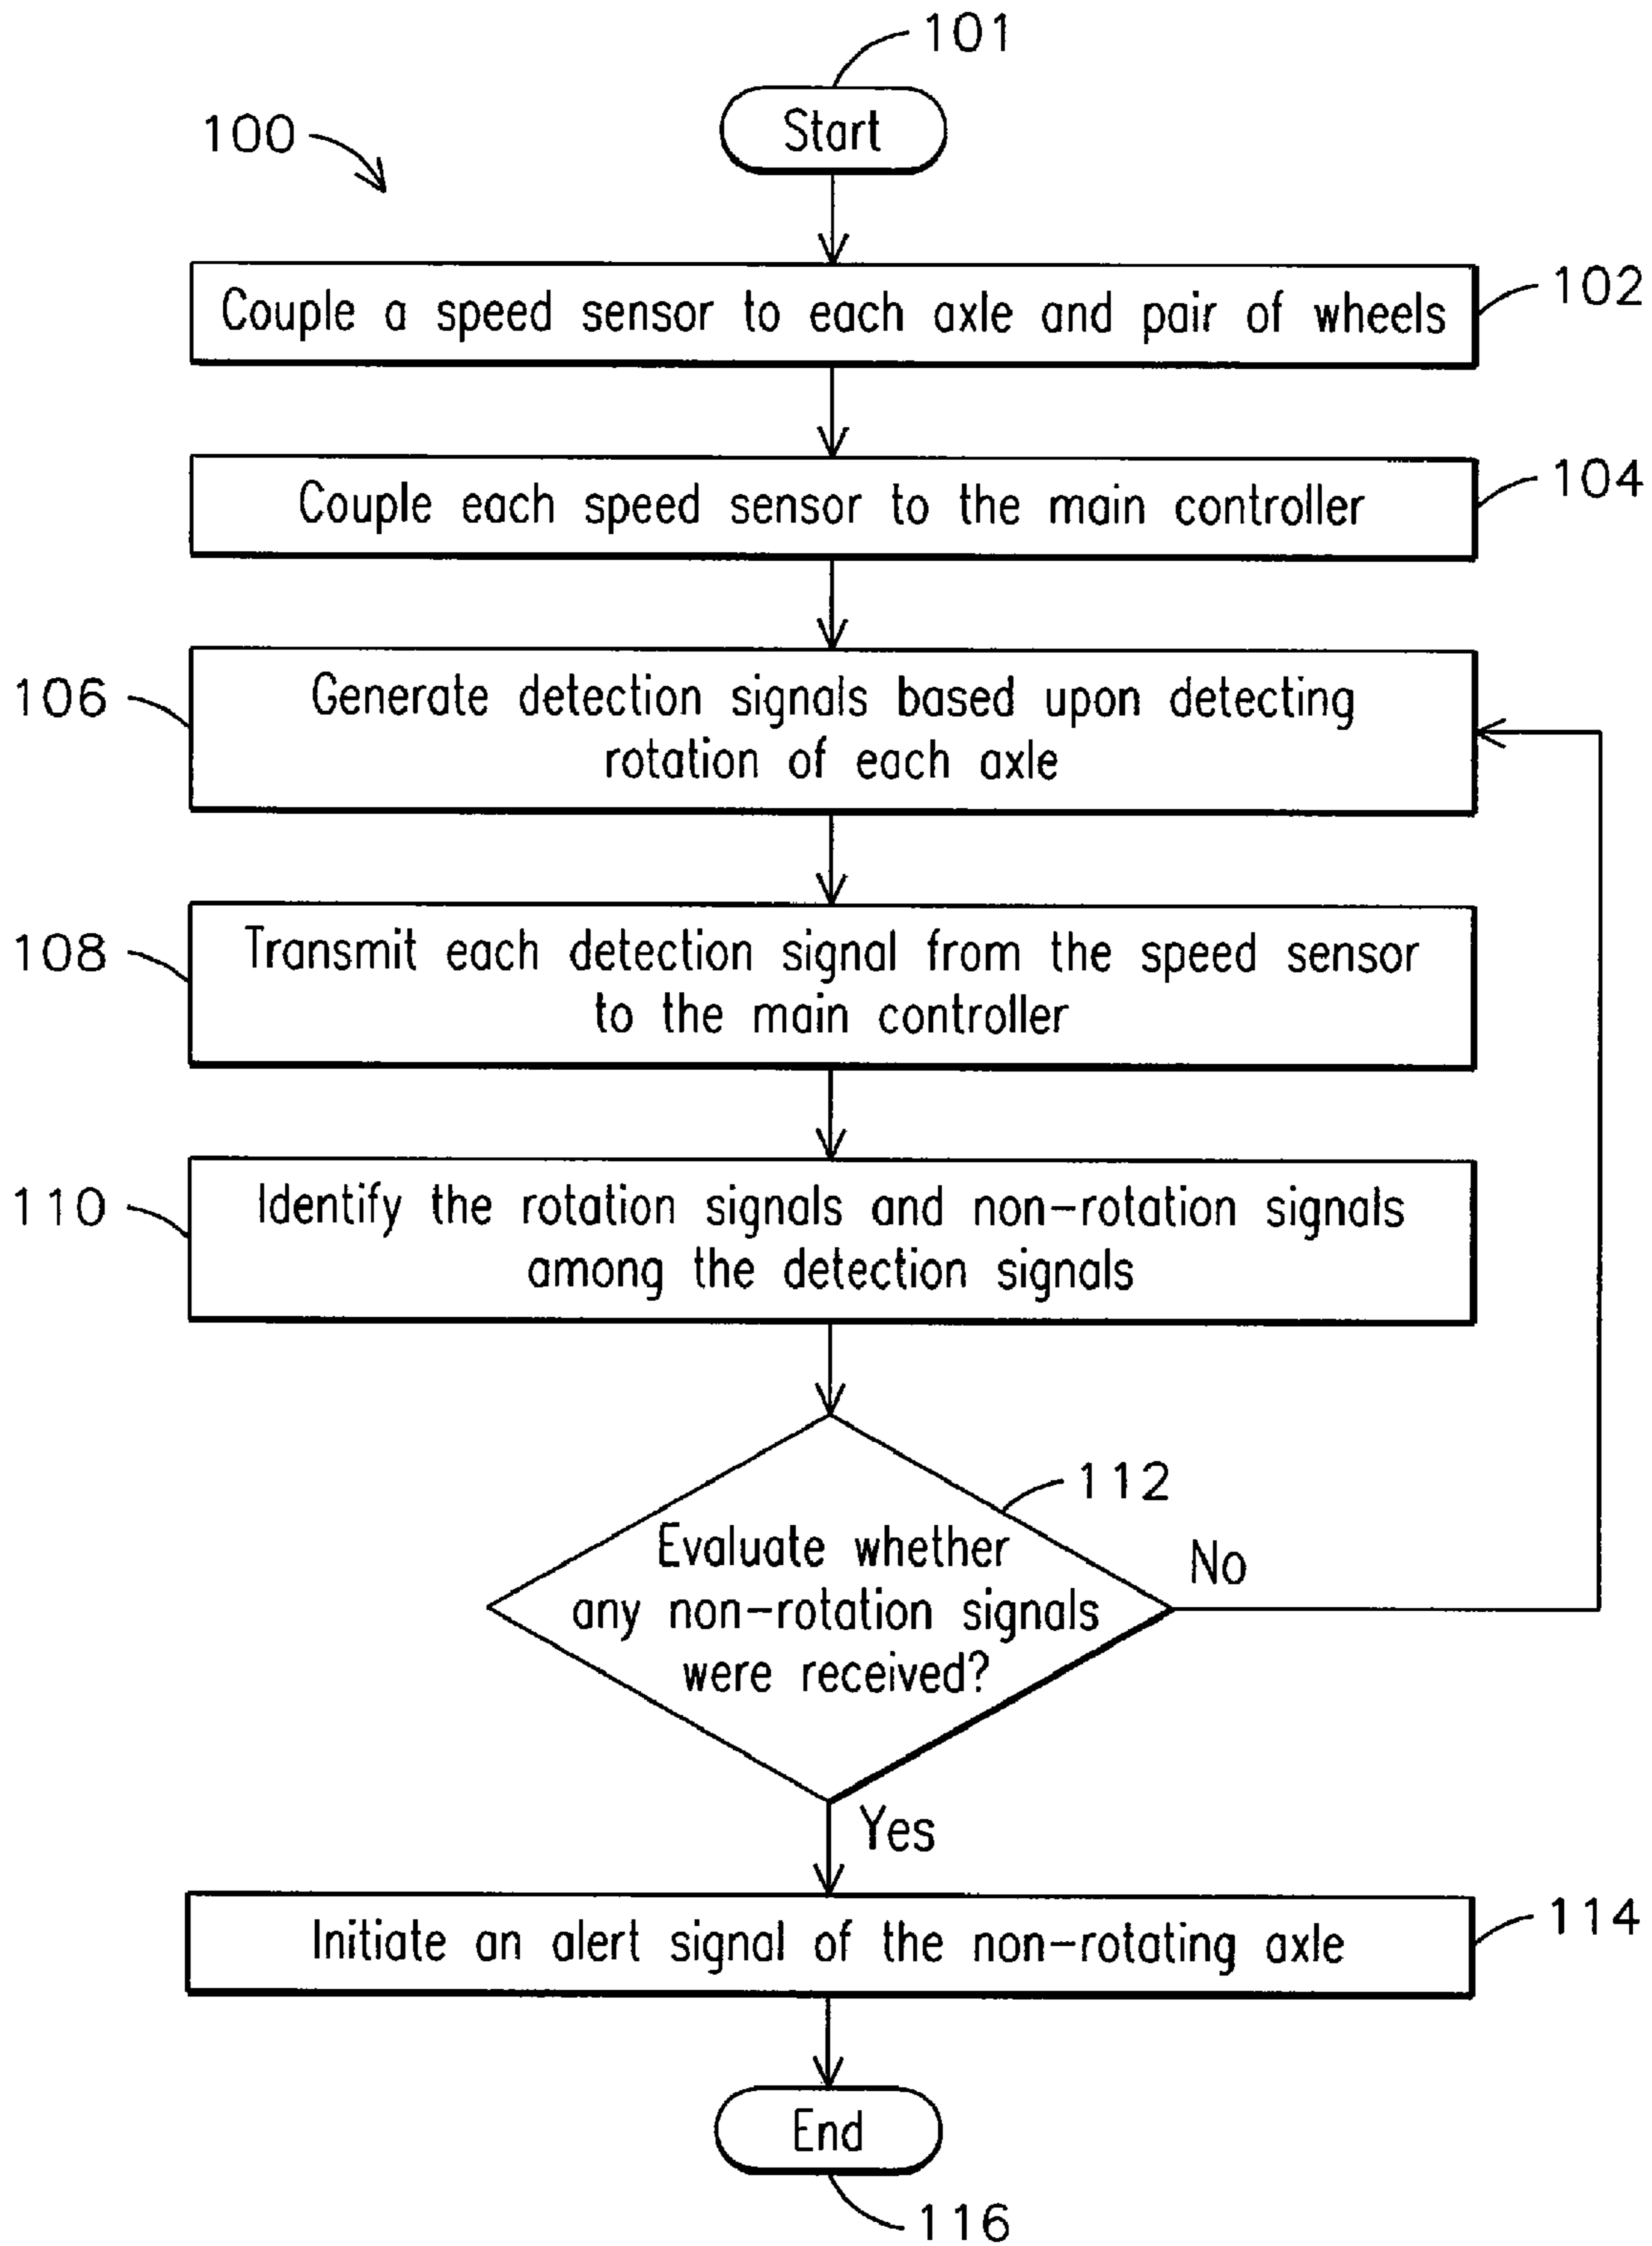 101
100
Start
102
Couple a speed sensor to each axle and pair of wheels
104
Couple each speed sensor to the main controller
106
Generate detection signals based upon detecting
rotation of each axle
108
Transmit each detection signal from the speed sensor
to the main controller
110
Identify the rotation signals and non-rotation signals
among the detection signals
112
Evaluate whether
any non-rotation signals
were received?
No
Yes
114
Initiate an alert signal of the non-rotating axle
End
116